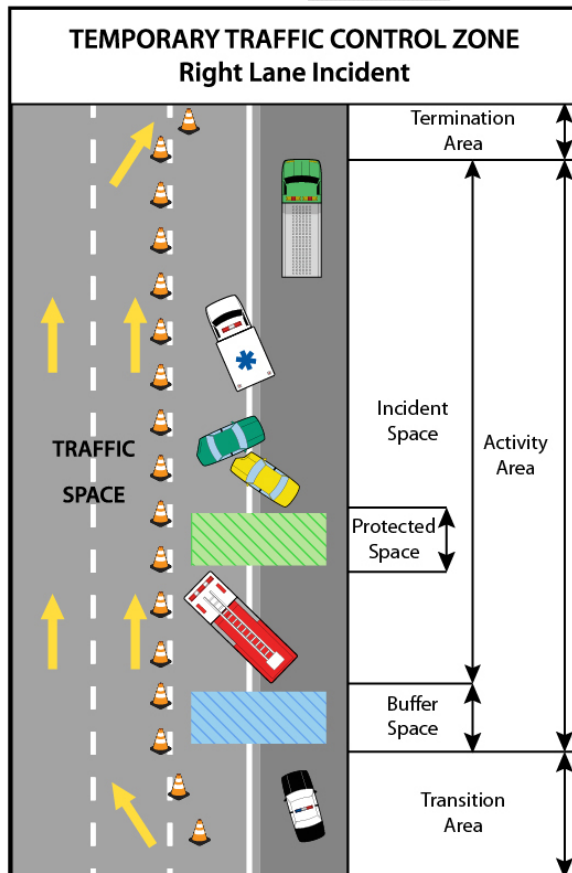 TEMPORARY TRAFFIC CONTROL ZONE
Right Lane Incident
Termination
Area
Incident
Space
Activity
Area
TRAFFIC
SPACE
Protected
Space
Buffer
Space
Transition
Area